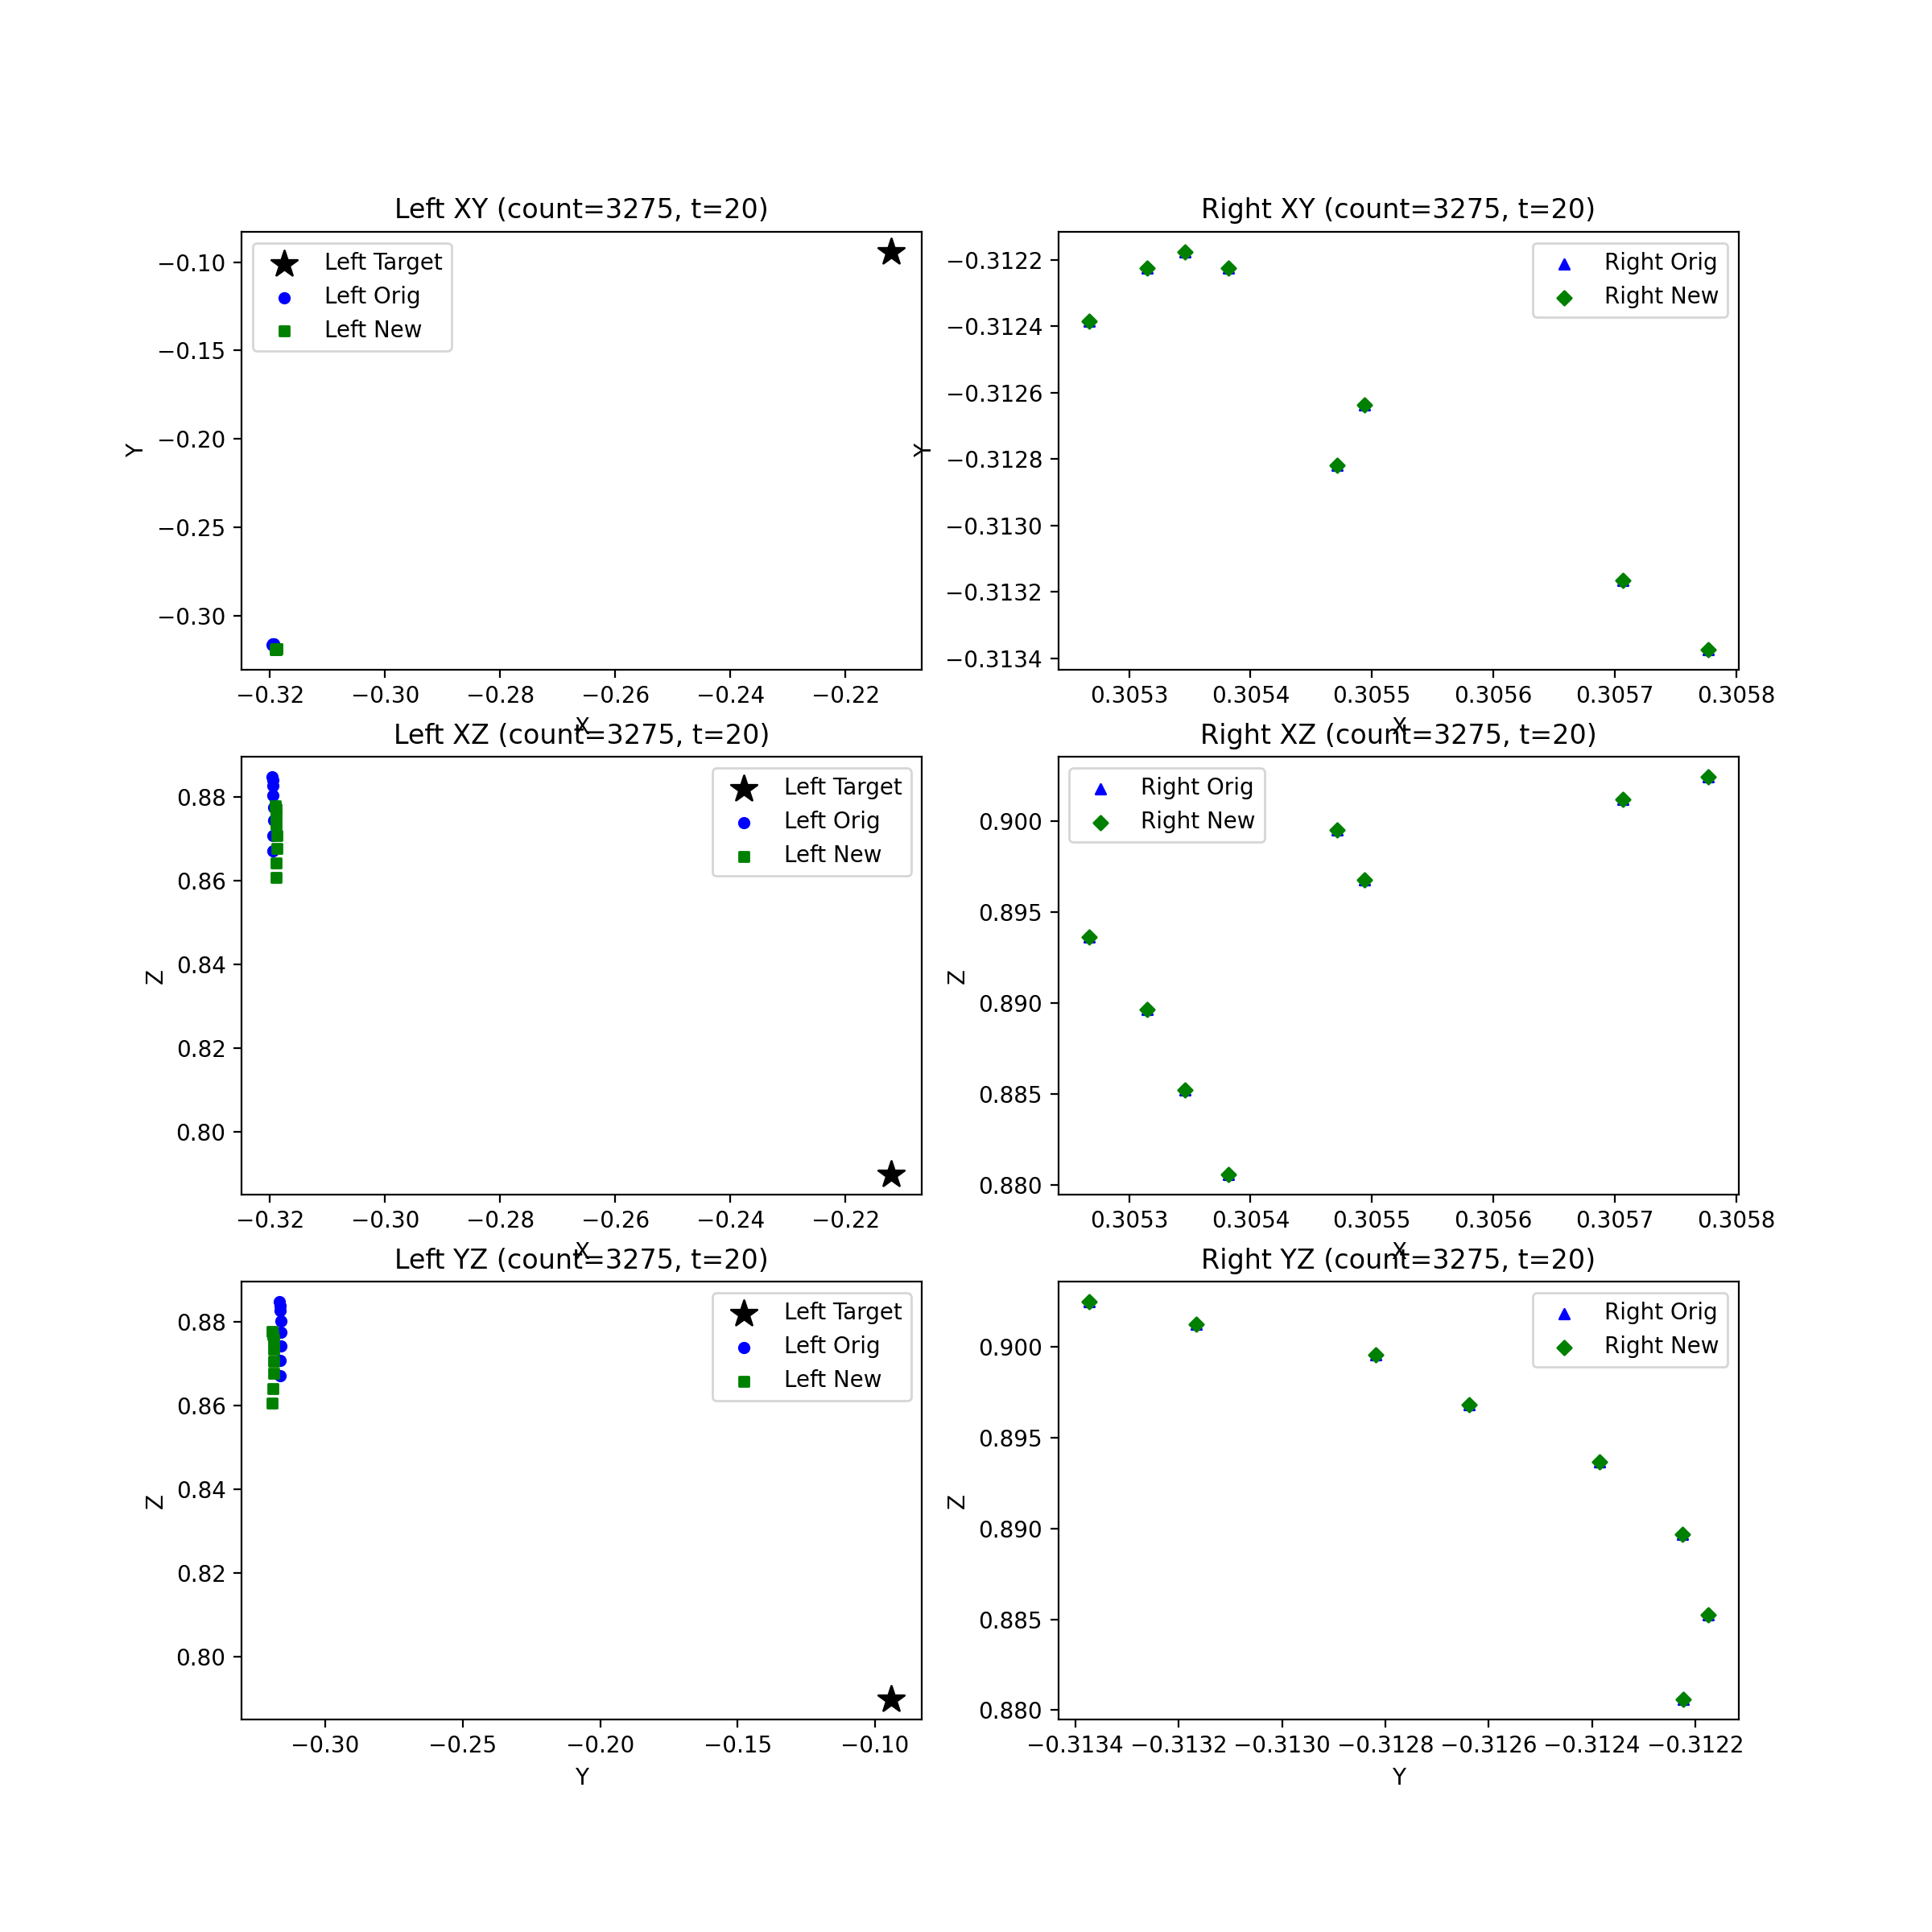 Left XY (count=3275, t=20)
Left Target
Left Orig
Left New
−0.10
−0.15
−0.20
−0.25
−0.30
Y
−0.32
−0.30
−0.28
−0.26
−0.24
−0.22
X
Right XY (count=3275, t=20)
Right Orig
Right New
−0.3122
−0.3124
−0.3126
−0.3128
−0.3130
−0.3132
−0.3134
Y
0.3053
0.3054
0.3055
0.3056
0.3057
0.3058
X
Left XZ (count=3275, t=20)
Left Target
Left Orig
Left New
0.88
0.86
0.84
0.82
0.80
Z
−0.32
−0.30
−0.28
−0.26
−0.24
−0.22
X
Right XZ (count=3275, t=20)
Right Orig
Right New
0.900
0.895
0.890
0.885
0.880
Z
0.3053
0.3054
0.3055
0.3056
0.3057
0.3058
X
Left YZ (count=3275, t=20)
Left Target
Left Orig
Left New
0.88
0.86
0.84
0.82
0.80
Z
−0.30
−0.25
−0.20
−0.15
−0.10
Y
Right YZ (count=3275, t=20)
Right Orig
Right New
0.900
0.895
0.890
0.885
0.880
Z
−0.3134
−0.3132
−0.3130
−0.3128
−0.3126
−0.3124
−0.3122
Y